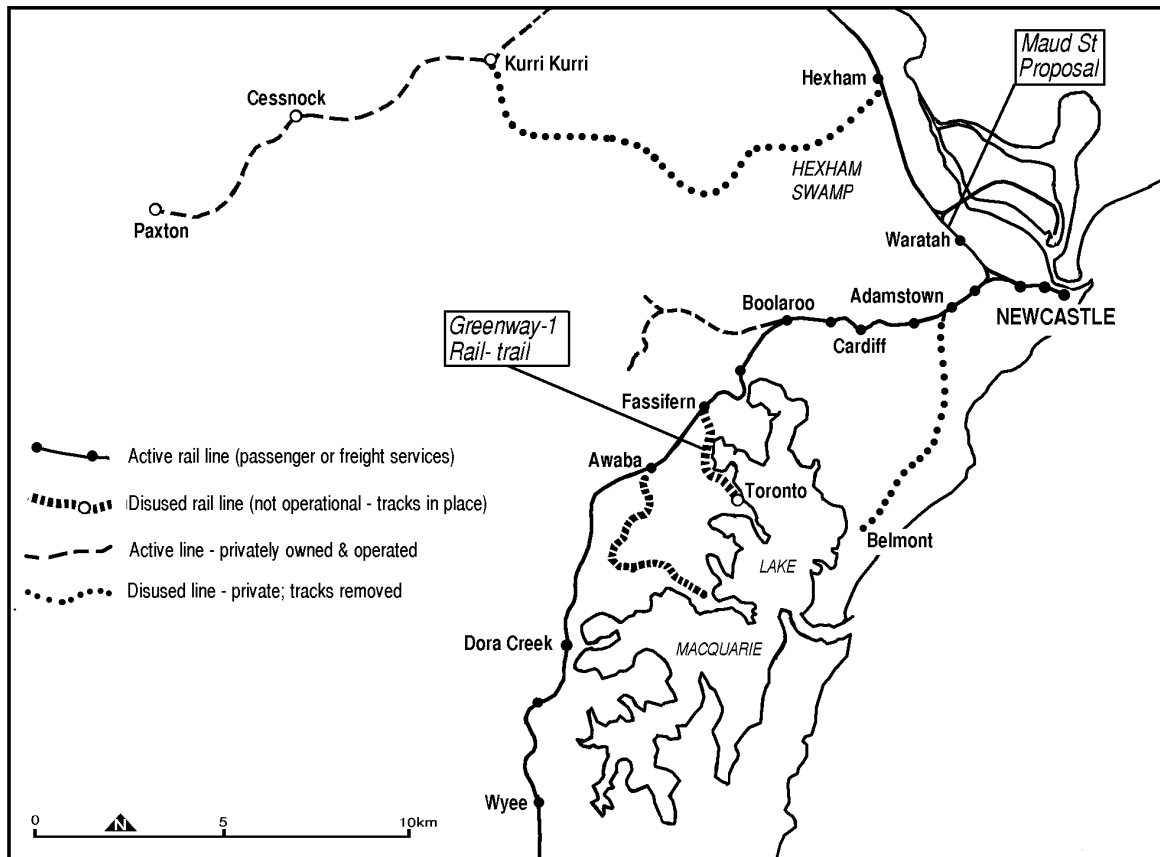 Maud St
Proposal
Kurri Kurri
Hexham
Cessnock
HEXHAM
SWAMP
Paxton
Waratah
Boolaroo
Adamstown
NEWCASTLE
Cardiff
Greenway-1
Rail- trail
Fassifern
Active rail line (passenger or freight services)
Awaba
Toronto
Disused rail line (not operational - tracks in place)
Belmont
Active line - privately owned & operated
LAKE
Disused line - private; tracks removed
Dora Creek
MACQUARIE
Wyee
0
N
5
10km